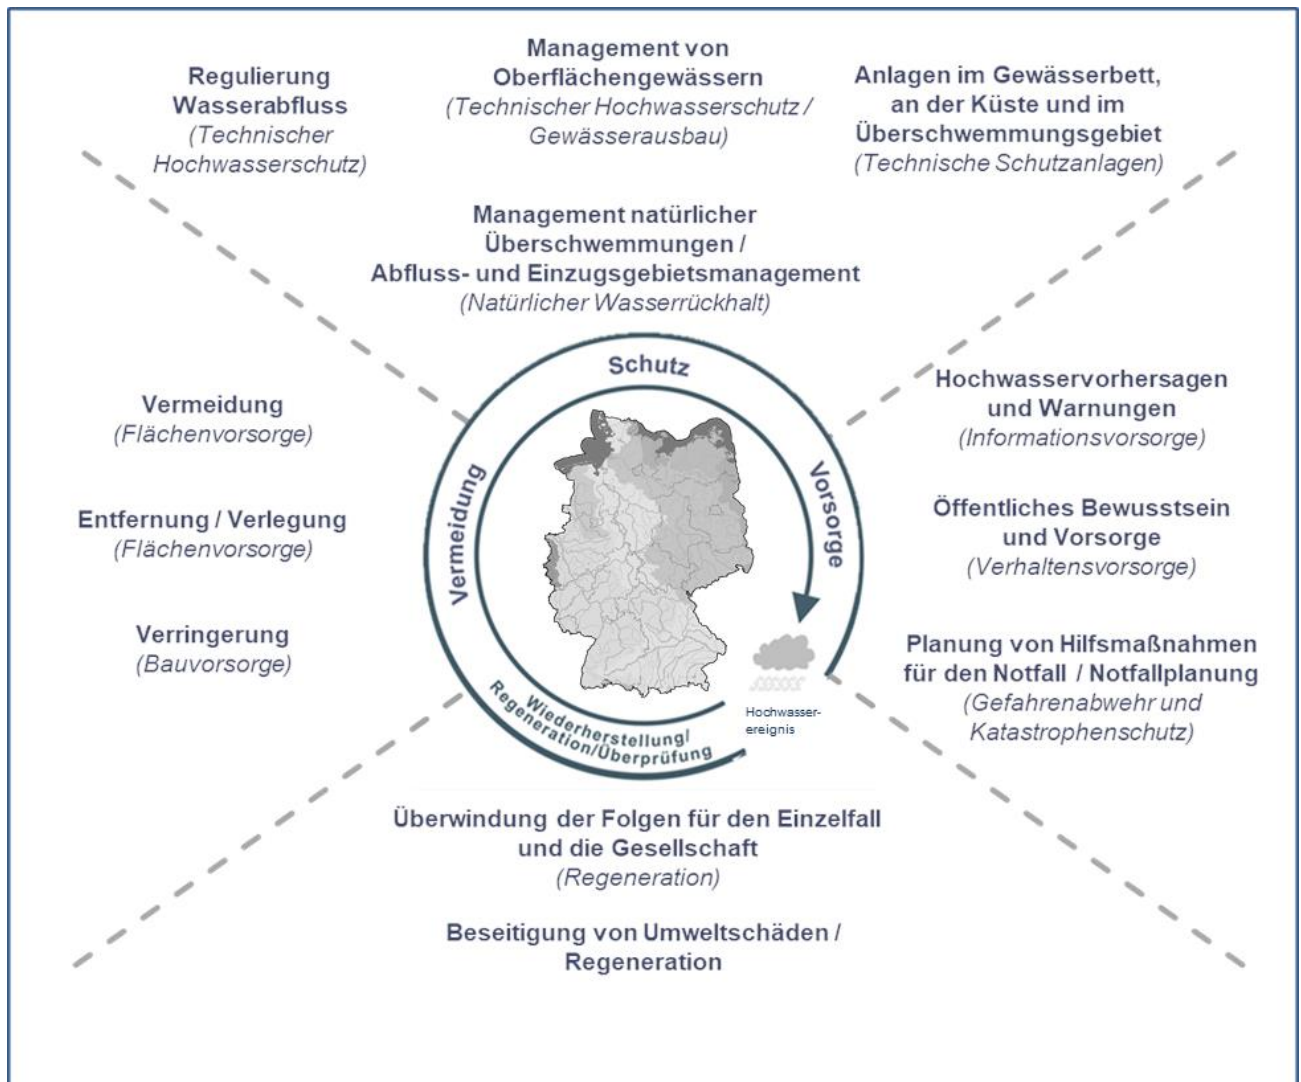 Regulierung
Wasserabfluss
(Technischer
Hochwasserschutz)
Management von
Oberflächengewässern
(Technischer Hochwasserschutz /
Gewässerausbau)
Anlagen im Gewässerbett,
an der Küste und im
Überschwemmungsgebiet
(Technische Schutzanlagen)
Management natürlicher
Überschwemmungen /
Abfluss- und Einzugsgebietsmanagement
(Natürlicher Wasserrückhalt)
Schutz
Vermeidung
(Flächenvorsorge)
Entfernung / Verlegung
(Flächenvorsorge)
Verringerung
(Bauvorsorge)
Vermeidung
Vorsorge
Hochwasservorhersagen
und Warnungen
(Informationsvorsorge)
Öffentliches Bewusstsein
und Vorsorge
(Verhaltensvorsorge)
Planung von Hilfsmaßnahmen
für den Notfall / Notfallplanung
(Gefahrenabwehr und
Katastrophenschutz)
Hochwasser-
ereignis
Wiederherstellung/
Regeneration/Überprüfung
Überwindung der Folgen für den Einzelfall
und die Gesellschaft
(Regeneration)
Beseitigung von Umweltschäden /
Regeneration